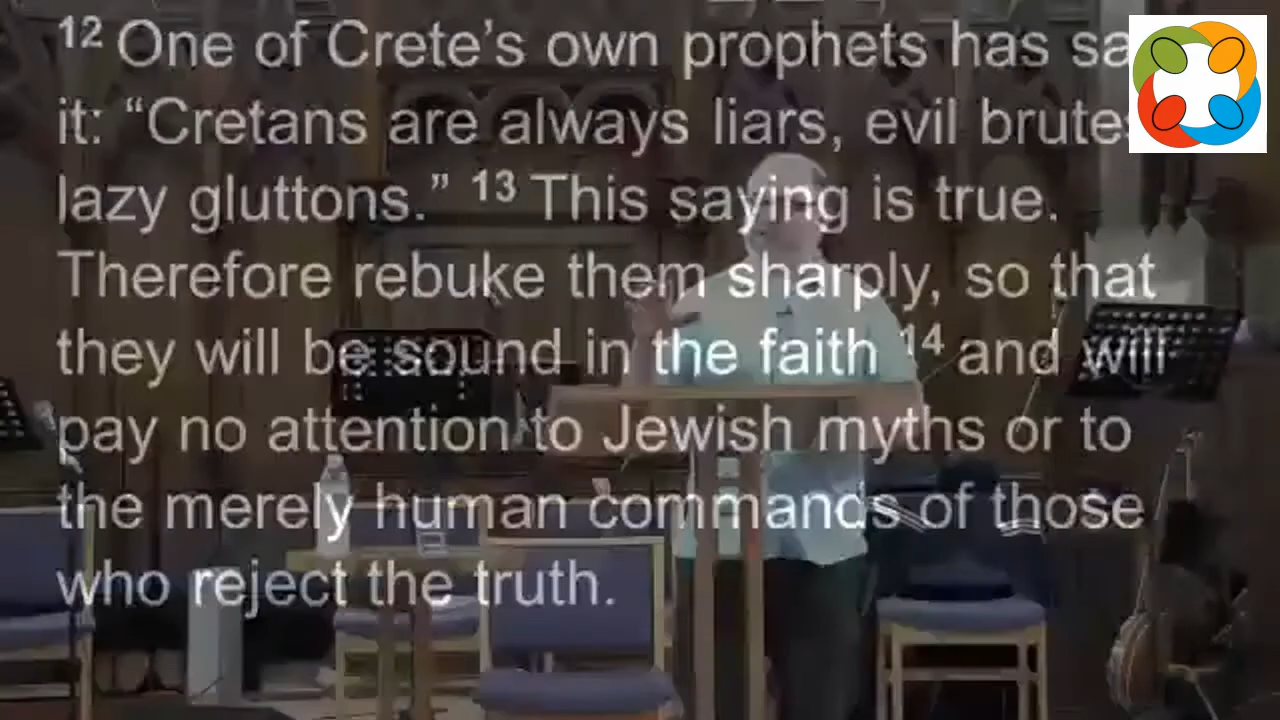 ¹² One of Crete’s own prophets has sa
it: “Cretans are always liars, evil brutes
lazy gluttons.” ¹³ This saying is true.
Therefore rebuke them sharply, so that
they will be sound in the faith ¹⁴ and will
pay no attention to Jewish myths or to
the merely human commands of those
who reject the truth.